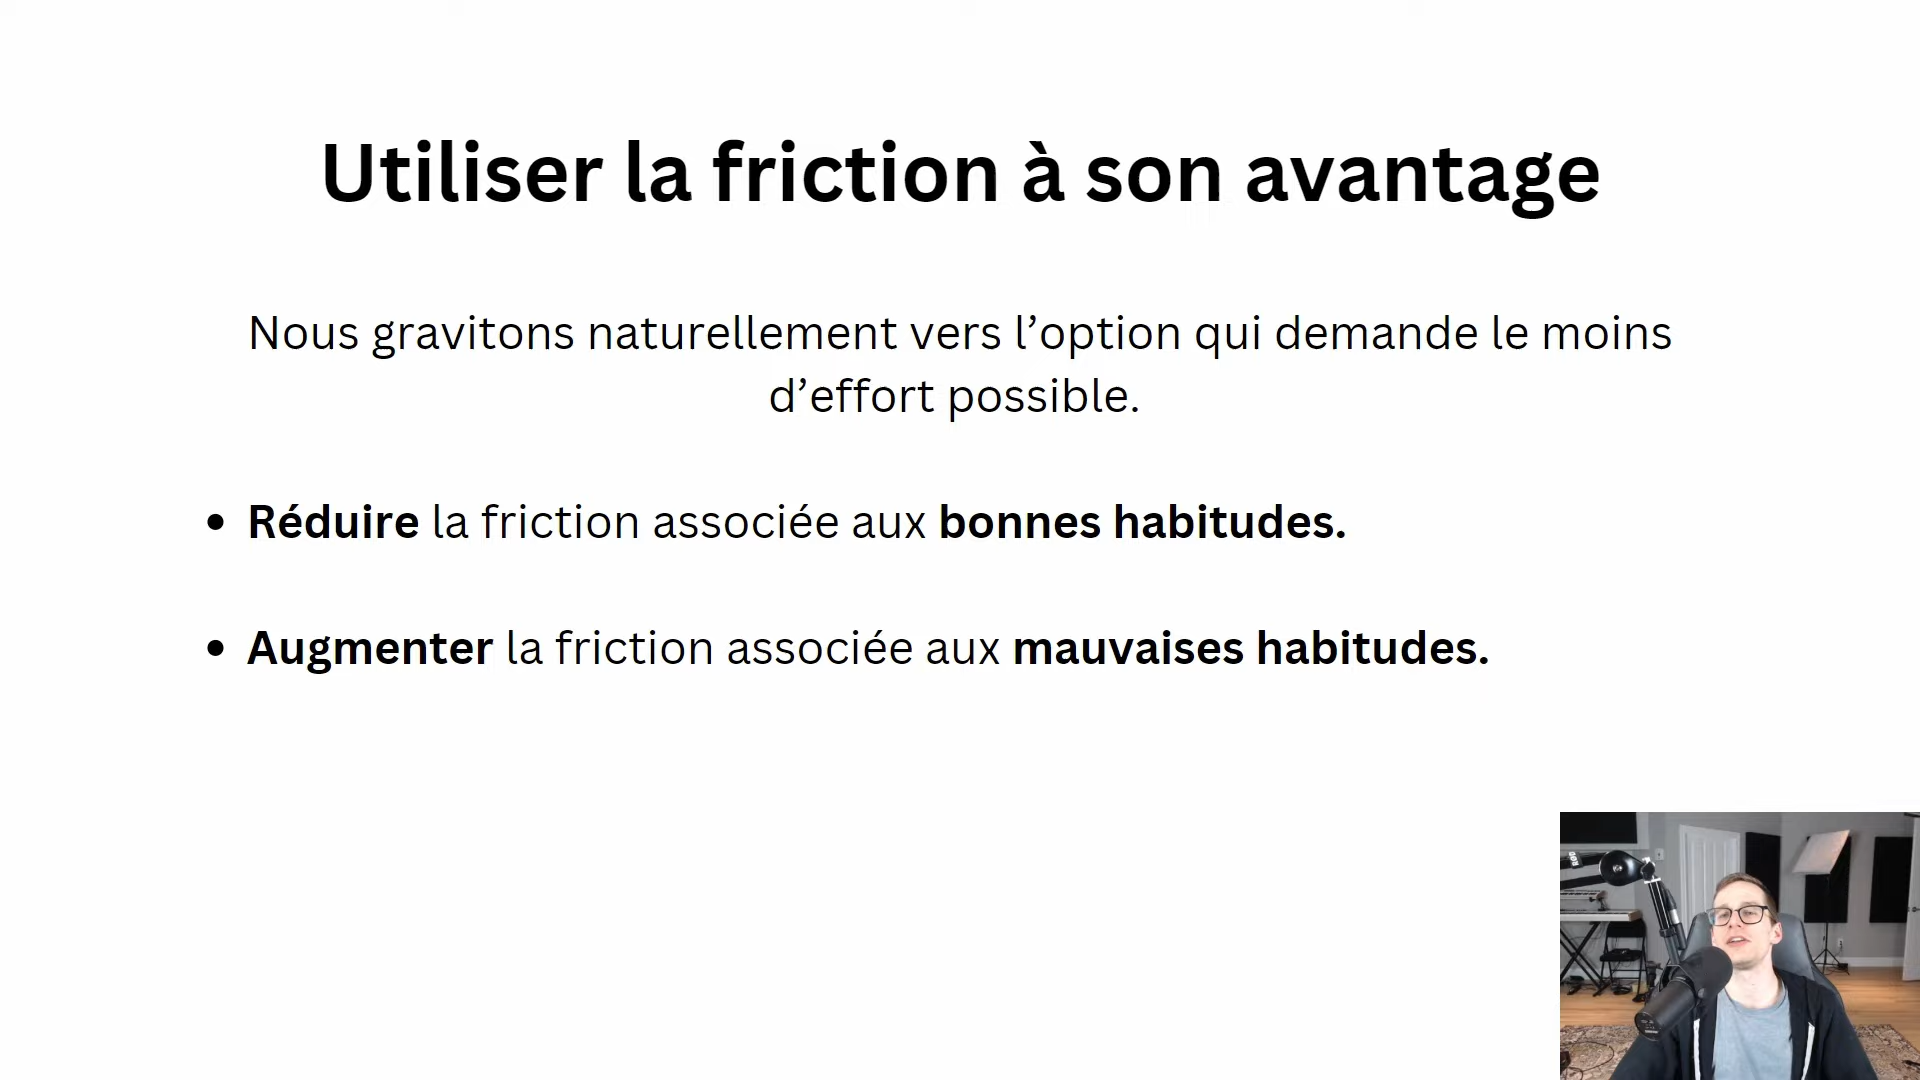 Utiliser la friction à son avantage
Nous gravitons naturellement vers l’option qui demande le moins
d’effort possible.
• Réduire la friction associée aux bonnes habitudes.
• Augmenter la friction associée aux mauvaises habitudes.